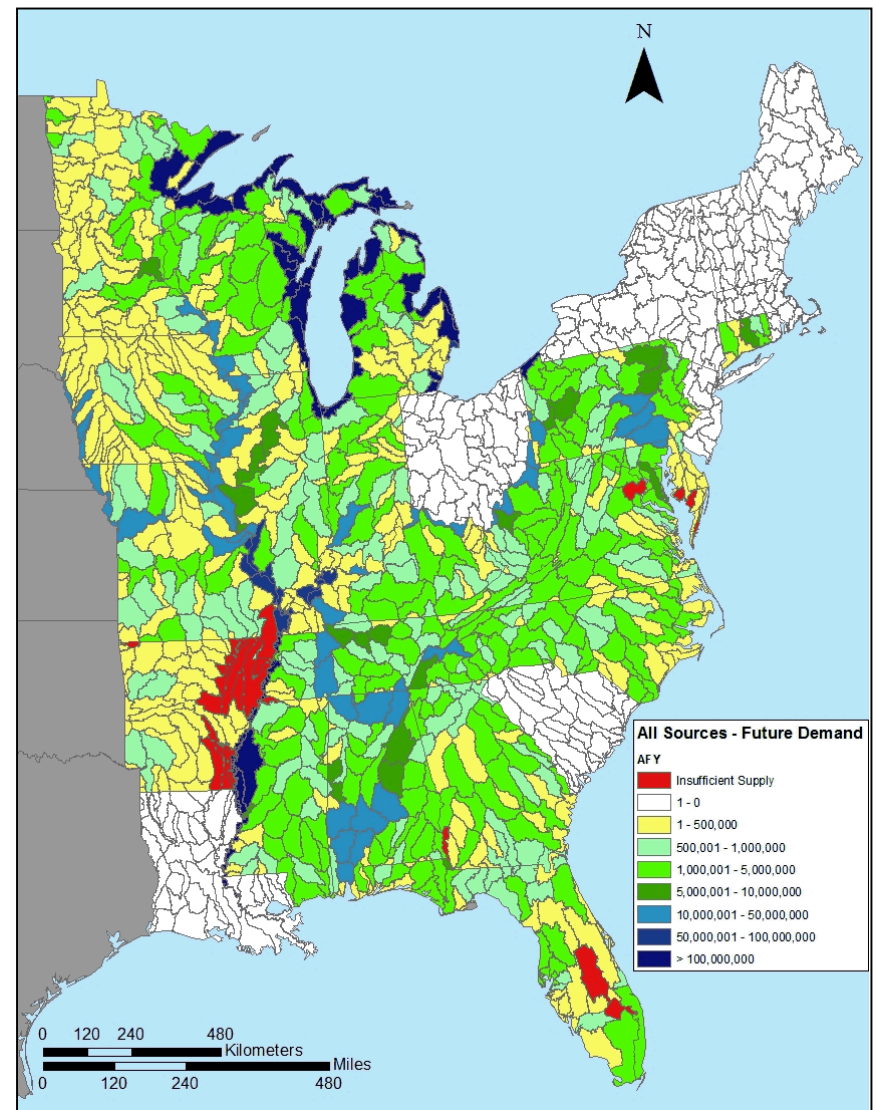 N
All Sources - Future Demand
AFY
Insufficient Supply
1 - 0
1 - 500,000
500,001 - 1,000,000
1,000,001 - 5,000,000
5,000,001 - 10,000,000
10,000,001 - 50,000,000
50,000,001 - 100,000,000
> 100,000,000
0 120 240 480
Kilometers
Miles
0 120 240 480